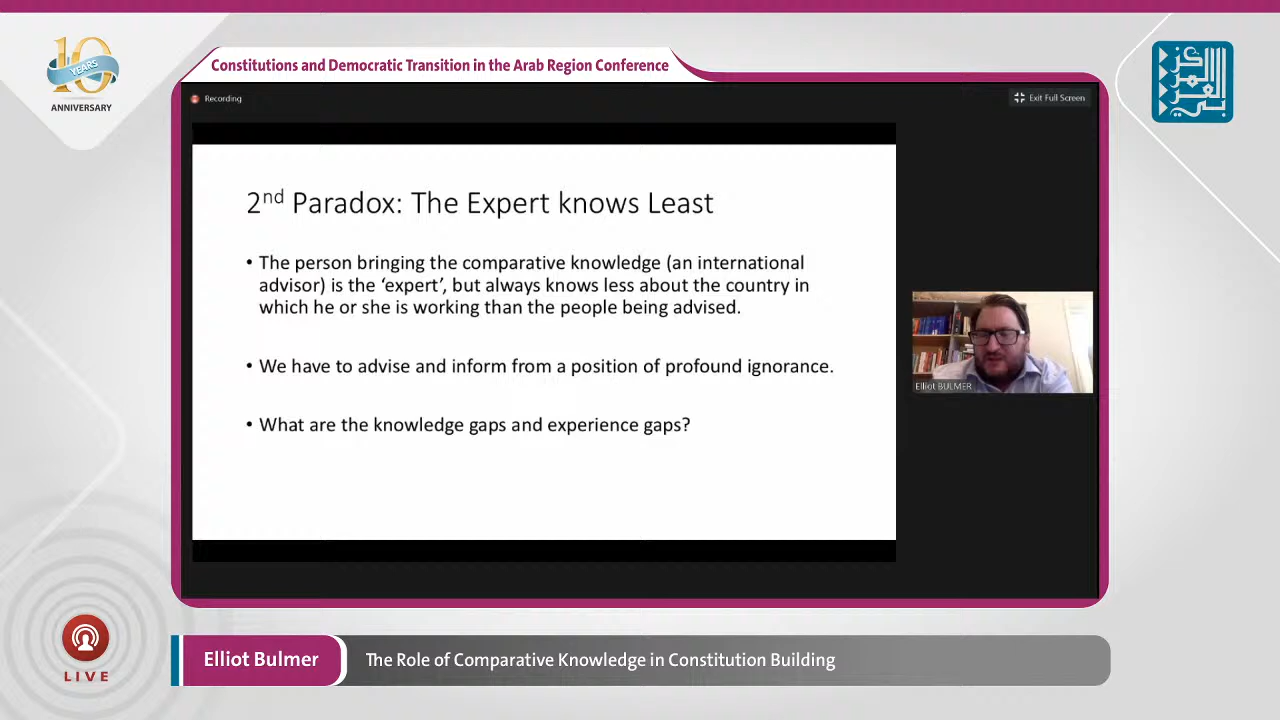 10
YEARS
ANNIVERSARY
Constitutions and Democratic Transition in the Arab Region Conference
Recording
Exit Full Screen
2nd Paradox: The Expert knows Least
• The person bringing the comparative knowledge (an international
advisor) is the ‘expert’, but always knows less about the country in
which he or she is working than the people being advised.
• We have to advise and inform from a position of profound ignorance.
• What are the knowledge gaps and experience gaps?
Elliot BULMER
LIVE
Elliot Bulmer
The Role of Comparative Knowledge in Constitution Building